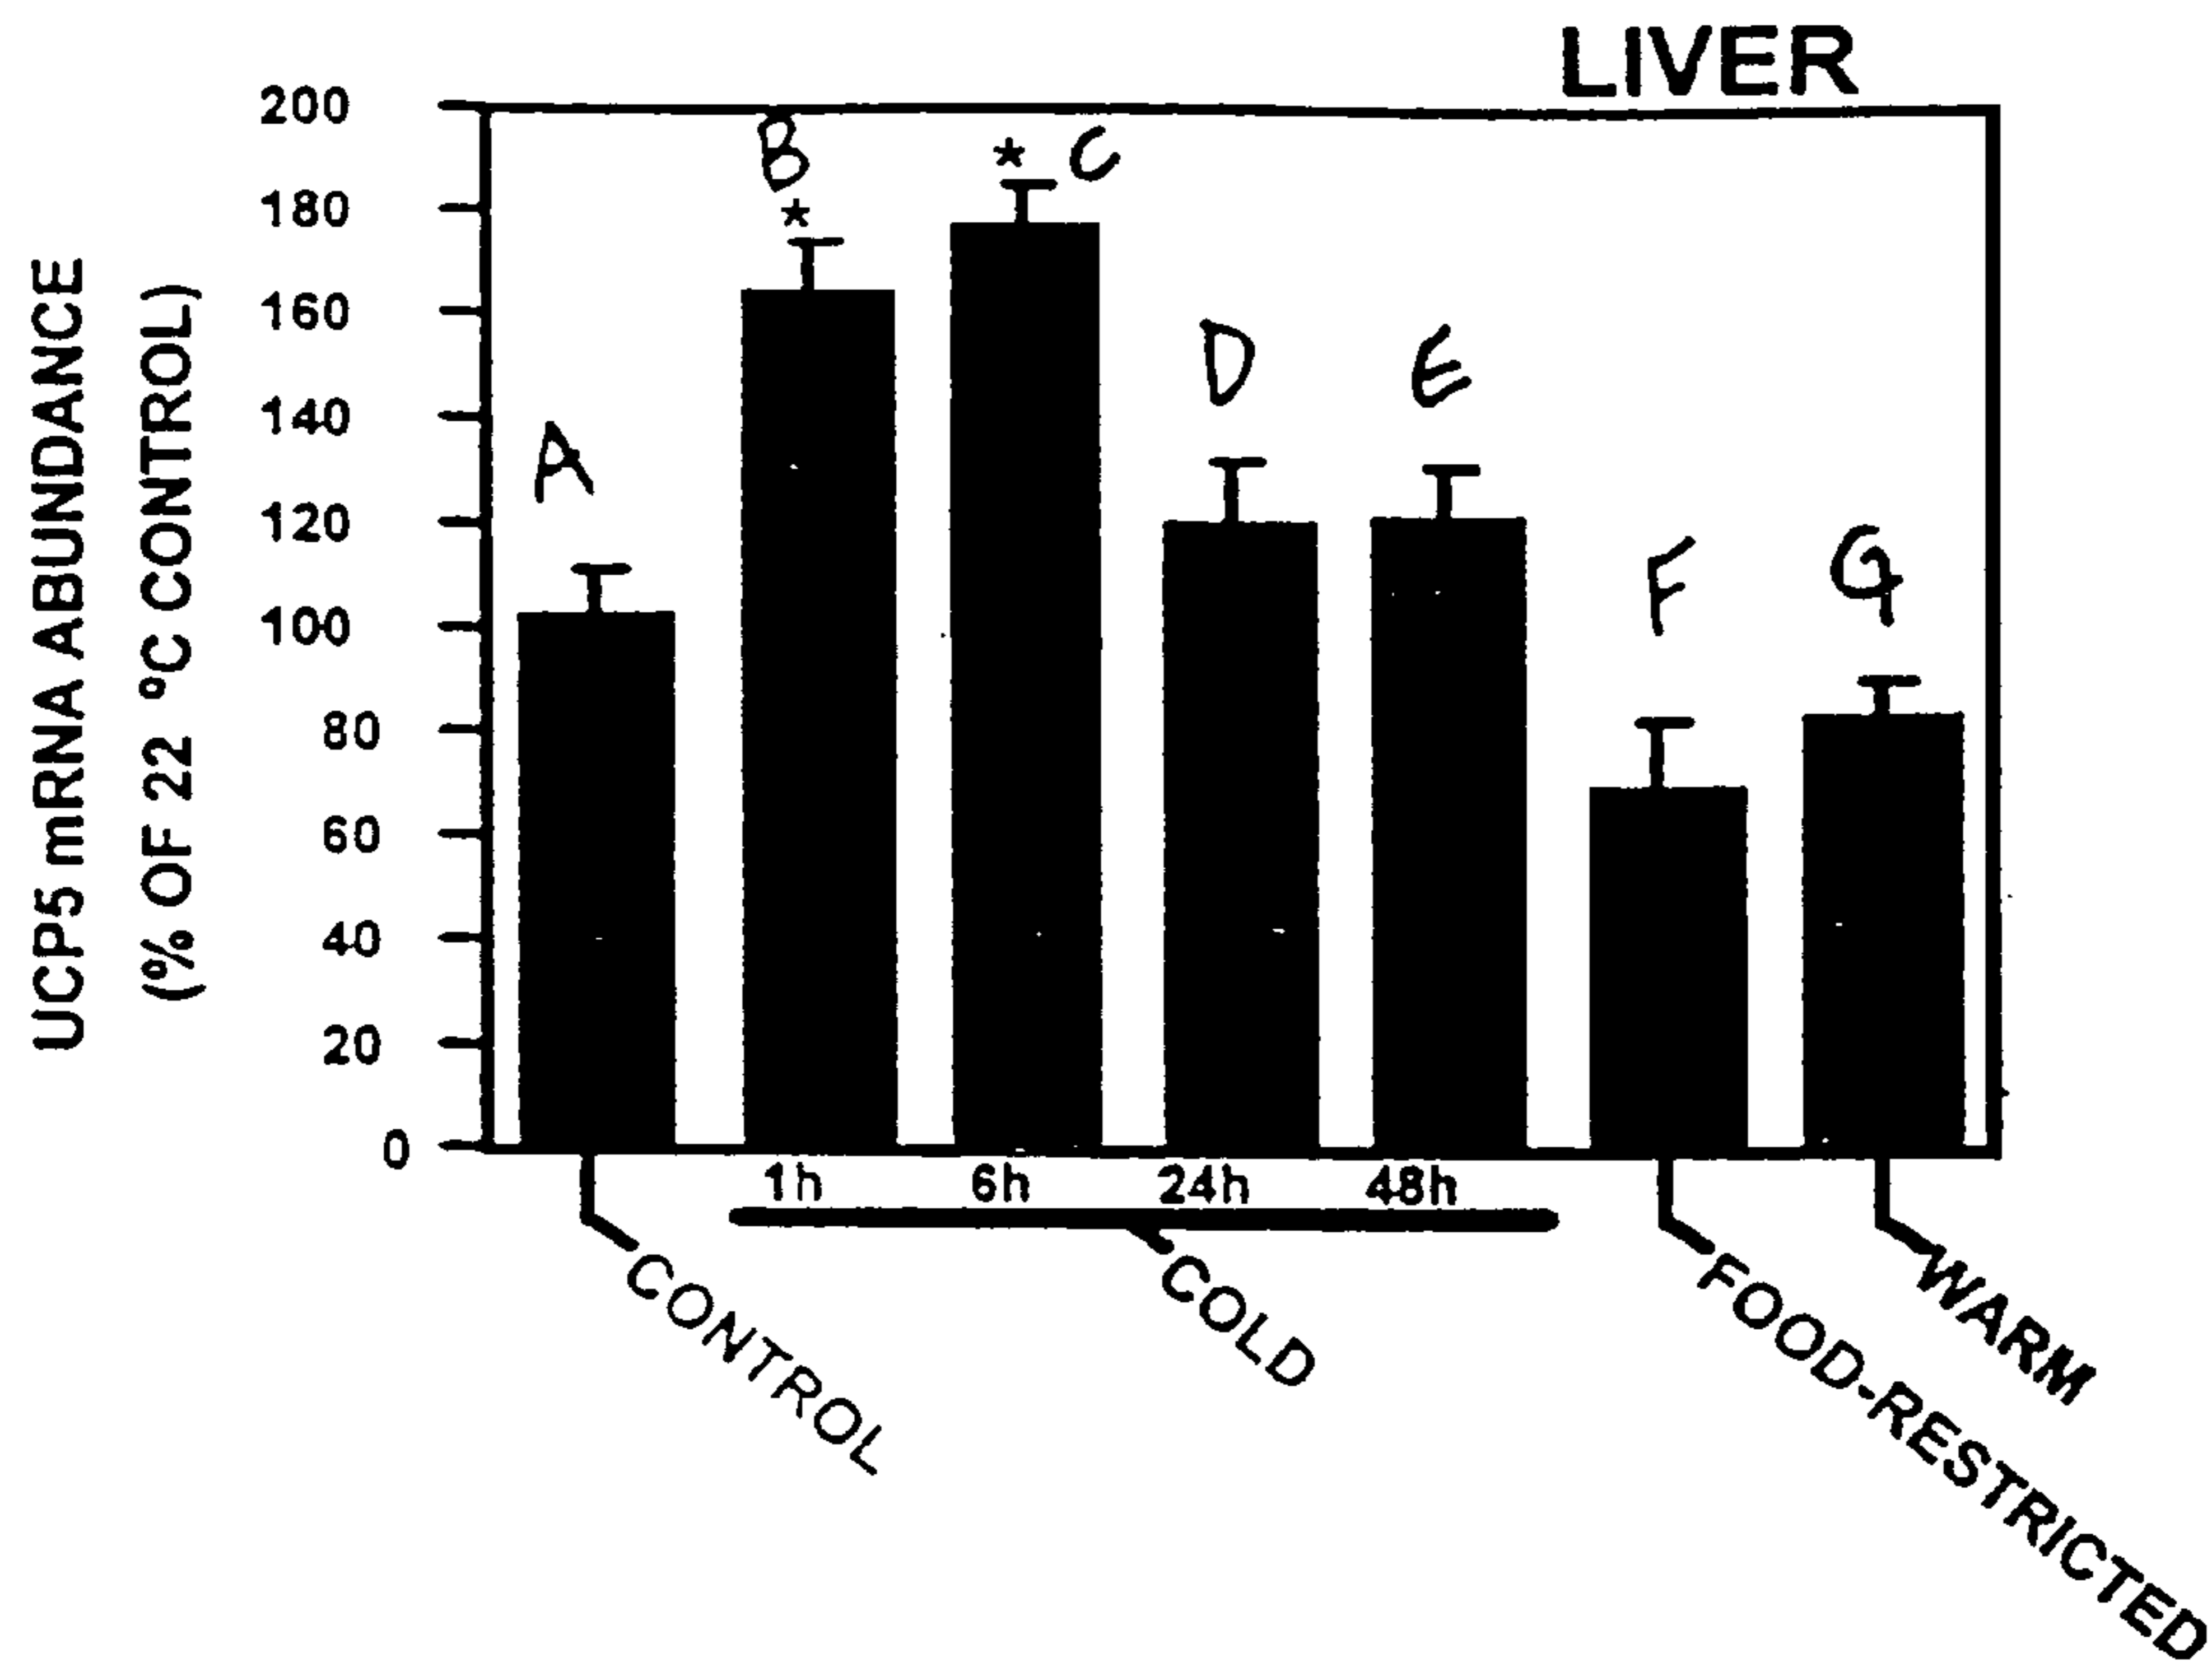 LIVER
UCP5 mRNA ABUNDANCE
(% OF 22 °C CONTROL)
200
180
160
140
120
100
80
60
40
20
0
A
B
*
* C
D
E
F
G
1h 6h 24h 48h
CONTROL
COLD
FOOD-RESTRICTED
WARM